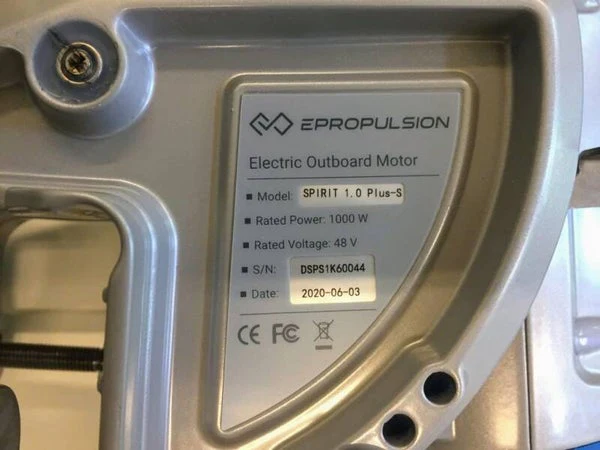 EPROPULSION
Electric Outboard Motor
■ Model: SPIRIT 1.0 Plus-S
■ Rated Power: 1000 W
■ Rated Voltage: 48 V
■ S/N: DSPS1K60044
■ Date: 2020-06-03
CE FC